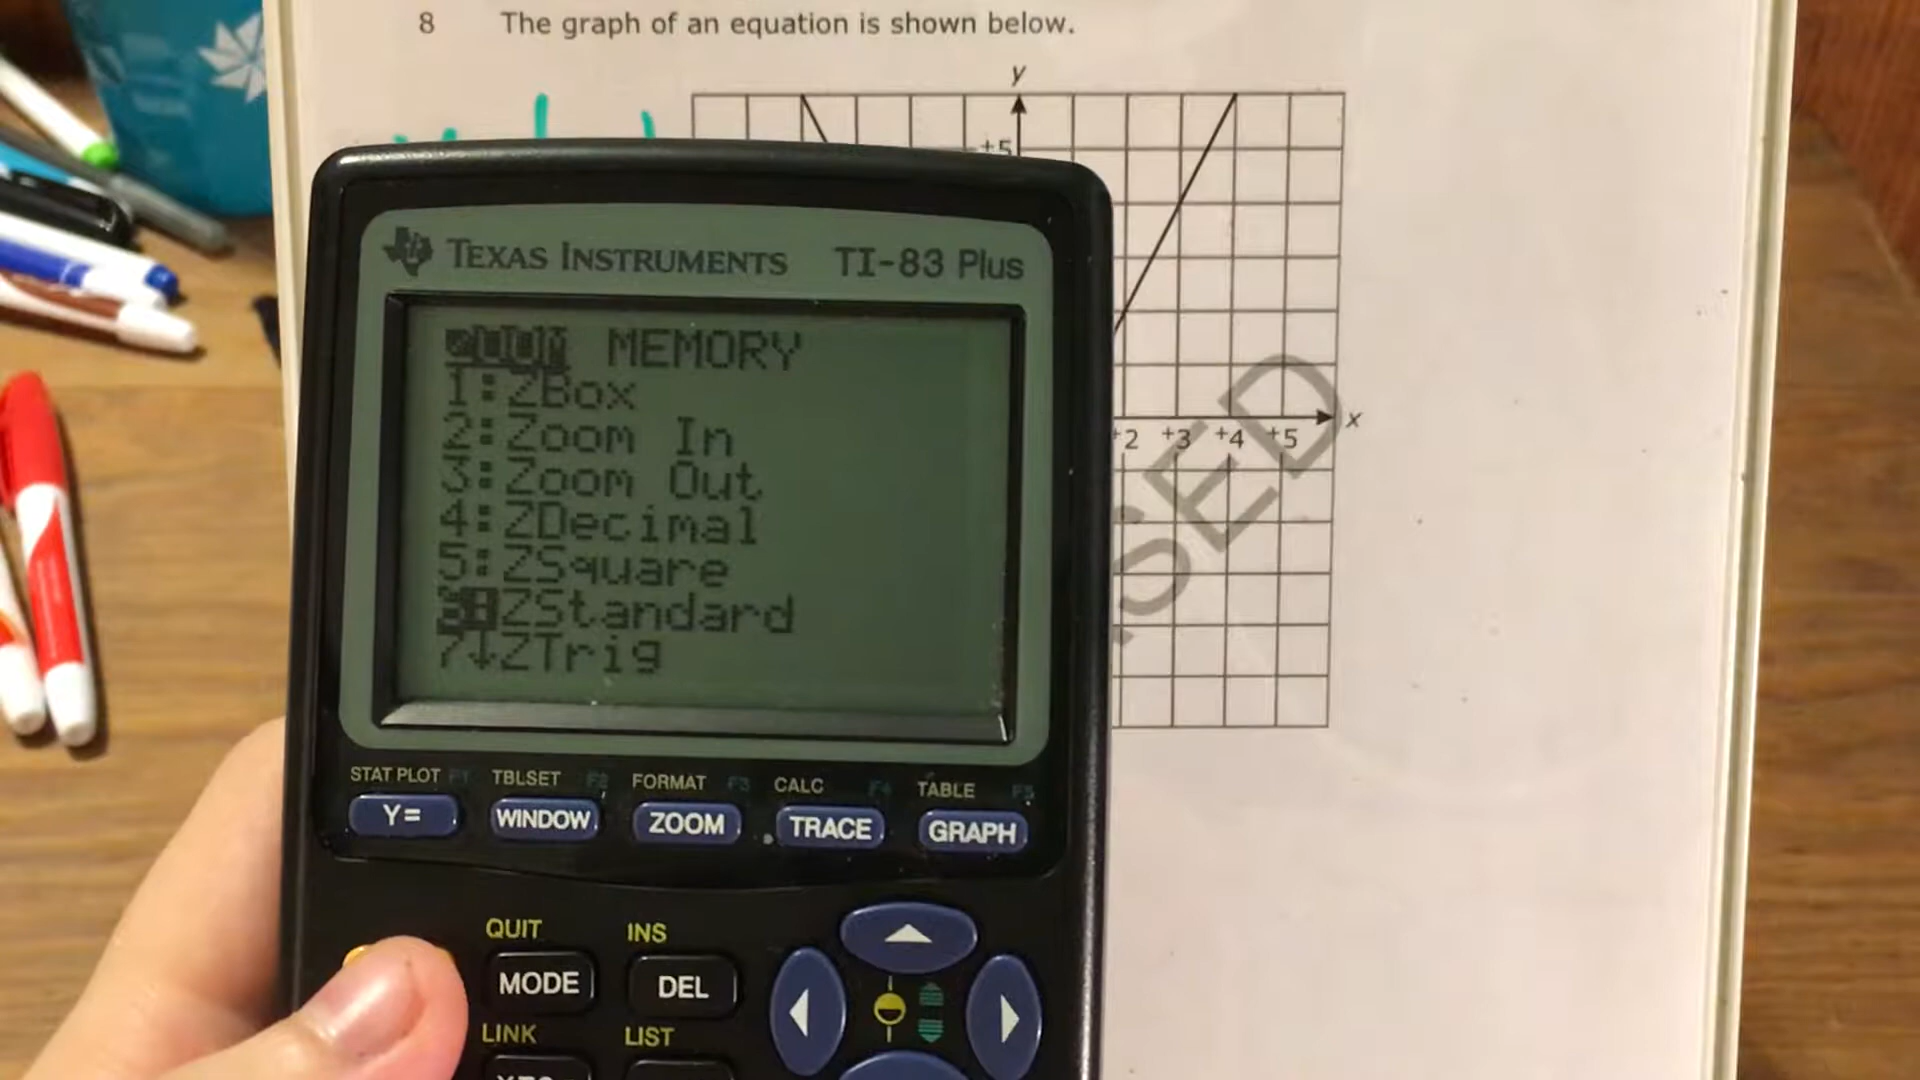 8 The graph of an equation is shown below.
y
+5
TEXAS INSTRUMENTS TI-83 Plus
ZOOM MEMORY
1:ZBox
2:Zoom In
3:Zoom Out
4:ZDecimal
5:ZSquare
6:ZStandard
7↓ZTrig
+2 +3 +4 +5 x
SED
STAT PLOT F1 TBLSET F2 FORMAT F3 CALC F4 TABLE F5
Y= WINDOW ZOOM TRACE GRAPH
QUIT INS
MODE DEL
LINK LIST